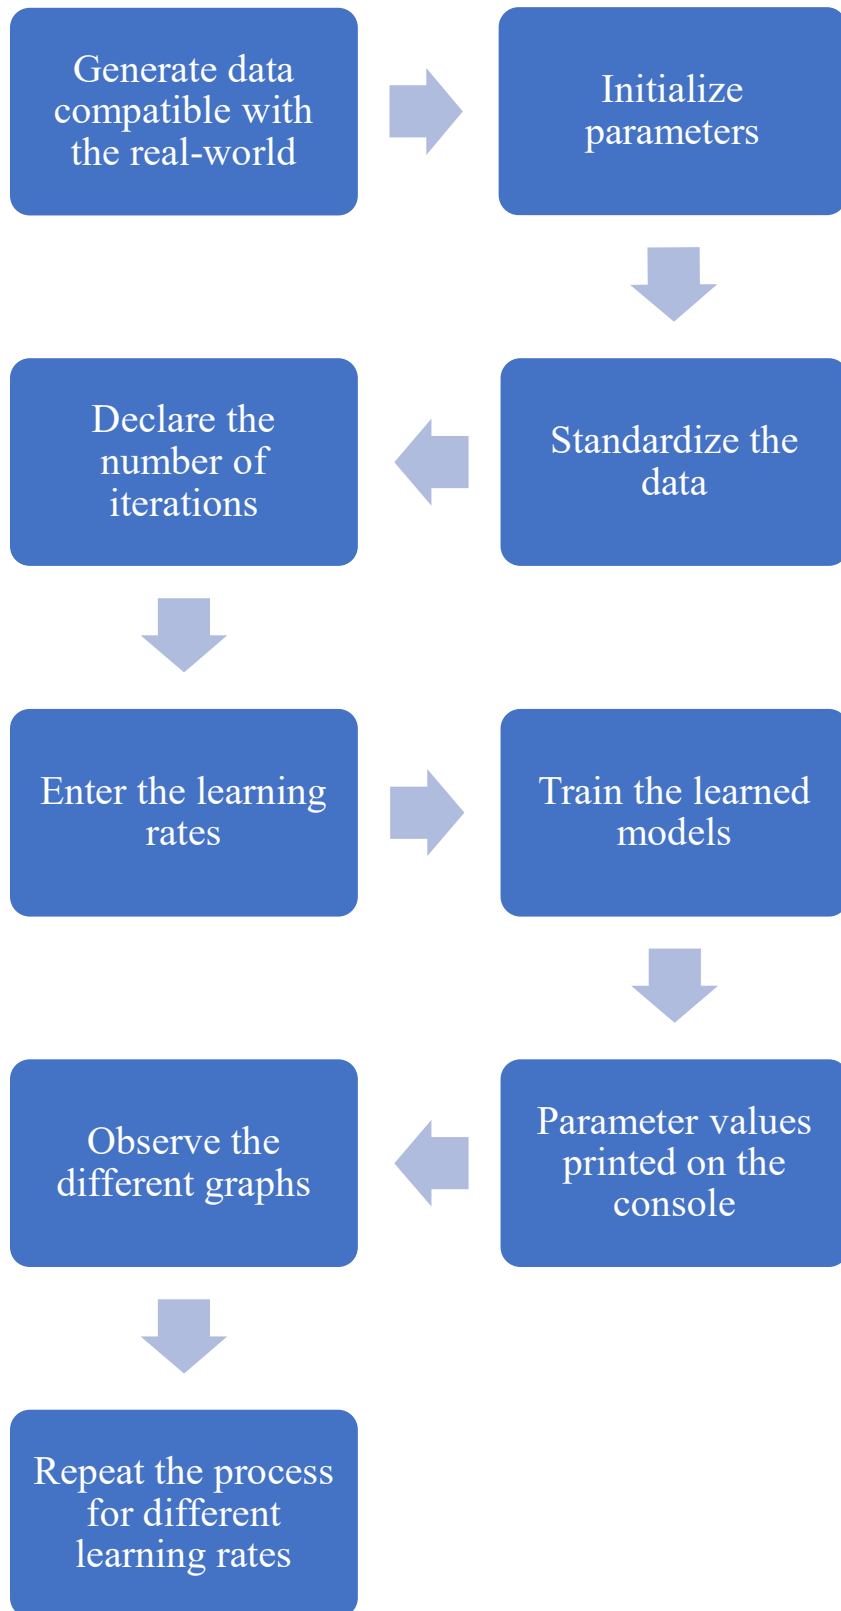 Generate data
compatible with
the real-world
Initialize
parameters
Standardize the
data
Declare the
number of
iterations
Enter the learning
rates
Train the learned
models
Parameter values
printed on the
console
Observe the
different graphs
Repeat the process
for different
learning rates